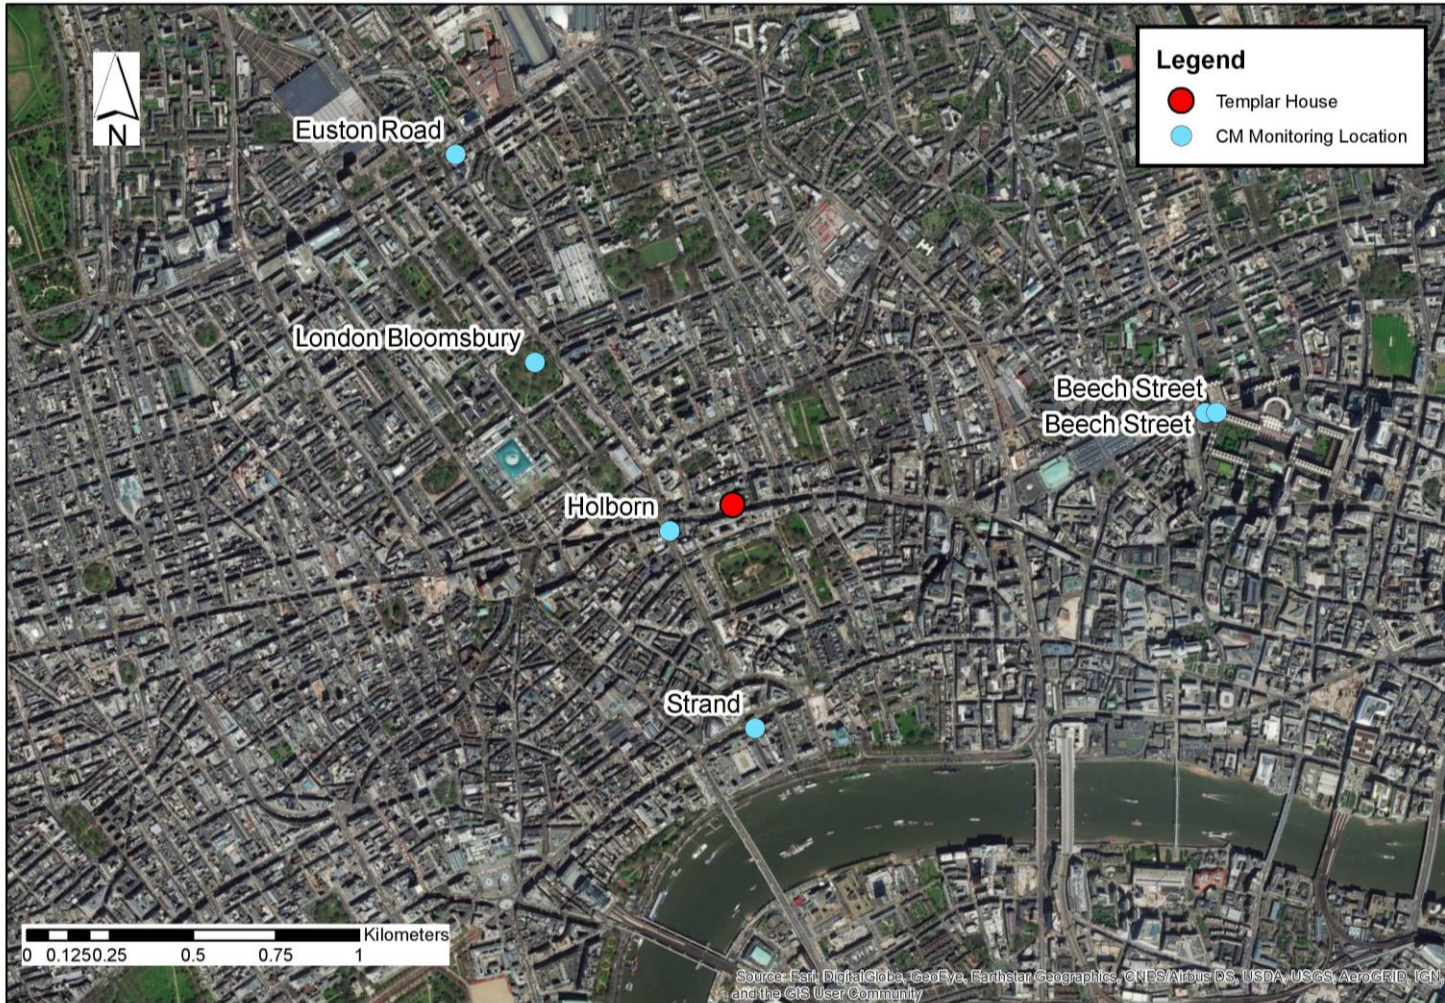 Legend
Templar House
CM Monitoring Location
N
Euston Road
London Bloomsbury
Beech Street
Beech Street
Holborn
Strand
Kilometers
0 0.125 0.25 0.5 0.75 1
Source: Esri, DigitalGlobe, GeoEye, Earthstar Geographics, CNES/Airbus DS, USDA, USGS, AeroGRID, IGN,
and the GIS User Community